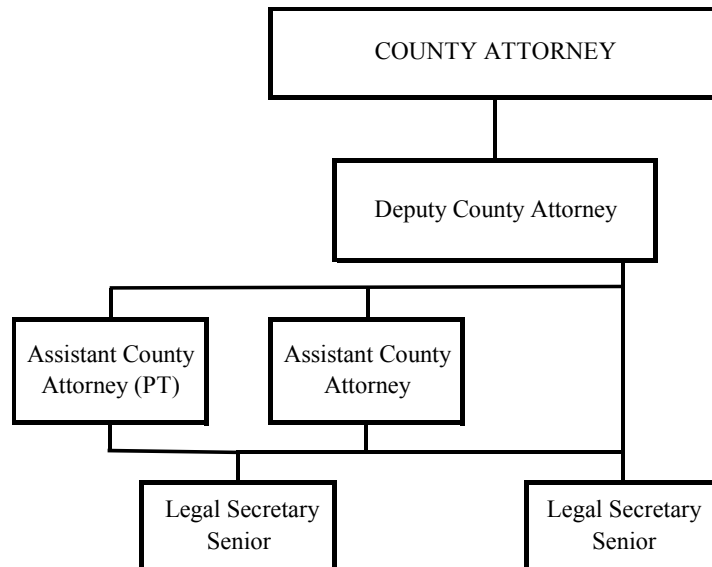 COUNTY ATTORNEY
Deputy County Attorney
Assistant County
Attorney (PT)
Assistant County
Attorney
Legal Secretary
Senior
Legal Secretary
Senior